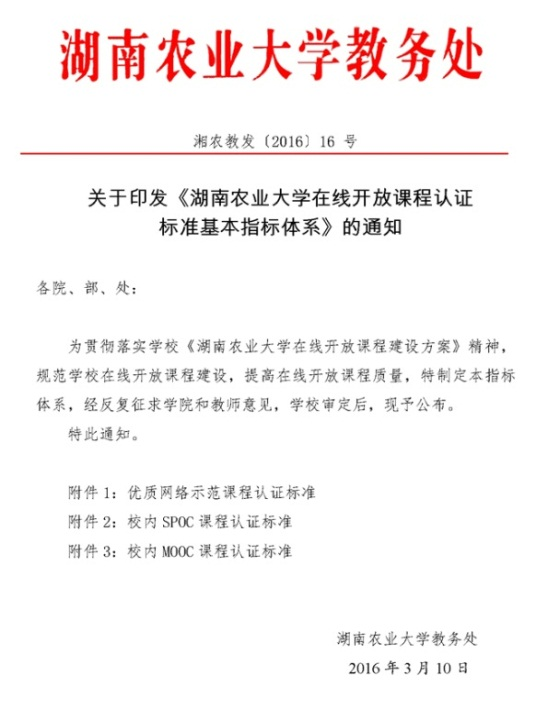 湖南农业大学教务处
湘农教发〔2016〕16 号
关于印发《湖南农业大学在线开放课程认证
标准基本指标体系》的通知
各院、部、处：
为贯彻落实学校《湖南农业大学在线开放课程建设方案》精神，
规范学校在线开放课程建设，提高在线开放课程质量，特制定本指标
体系，经反复征求学院和教师意见，学校审定后，现予公布。
特此通知。
附件 1：优质网络示范课程认证标准
附件 2：校内 SPOC 课程认证标准
附件 3：校内 MOOC 课程认证标准
湖南农业大学教务处
2016 年 3 月 10 日